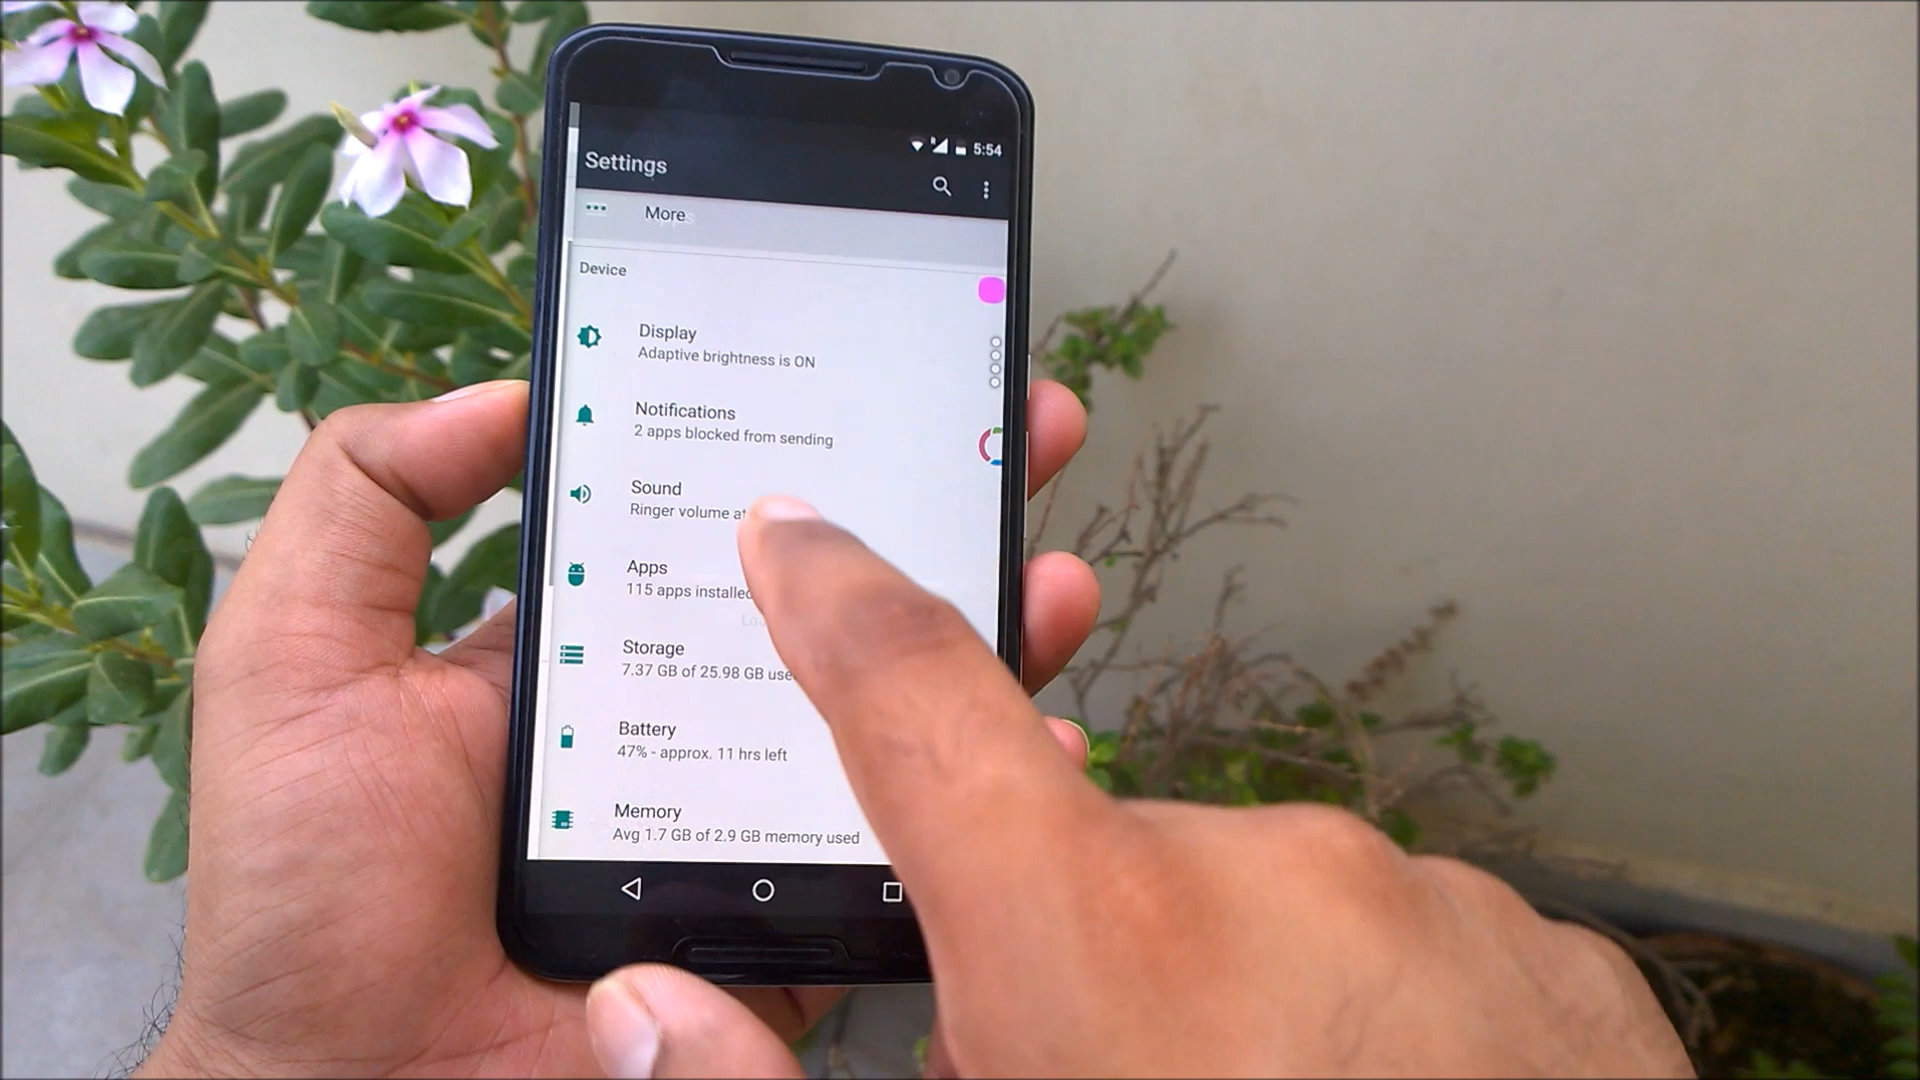 5:54
Settings
More
Device
Display
Adaptive brightness is ON
Notifications
2 apps blocked from sending
Sound
Ringer volume at
Apps
115 apps installed
Storage
7.37 GB of 25.98 GB use
Battery
47% - approx. 11 hrs left
Memory
Avg 1.7 GB of 2.9 GB memory used